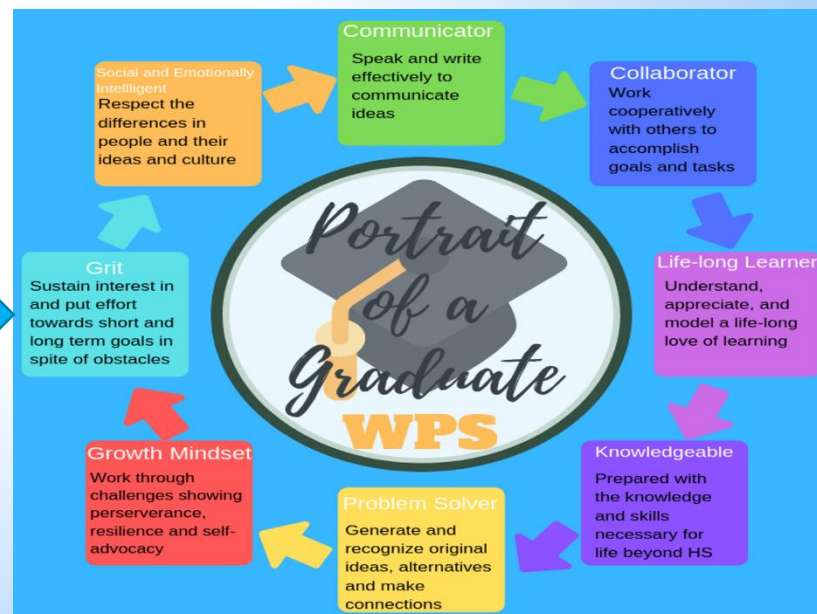 Communicator
Speak and write
effectively to
communicate
ideas
Collaborator
Work
cooperatively
with others to
accomplish
goals and tasks
Life-long Learner
Understand,
appreciate, and
model a life-long
love of learning
Knowledgeable
Prepared with
the knowledge
and skills
necessary for
life beyond HS
Problem Solver
Generate and
recognize original
ideas, alternatives
and make
connections
Growth Mindset
Work through
challenges showing
perserverance,
resilience and self-
advocacy
Grit
Sustain interest in
and put effort
towards short and
long term goals in
spite of obstacles
Social and Emotionally
Intellligent
Respect the
differences in
people and their
ideas and culture
Portrait
of a
Graduate
WPS